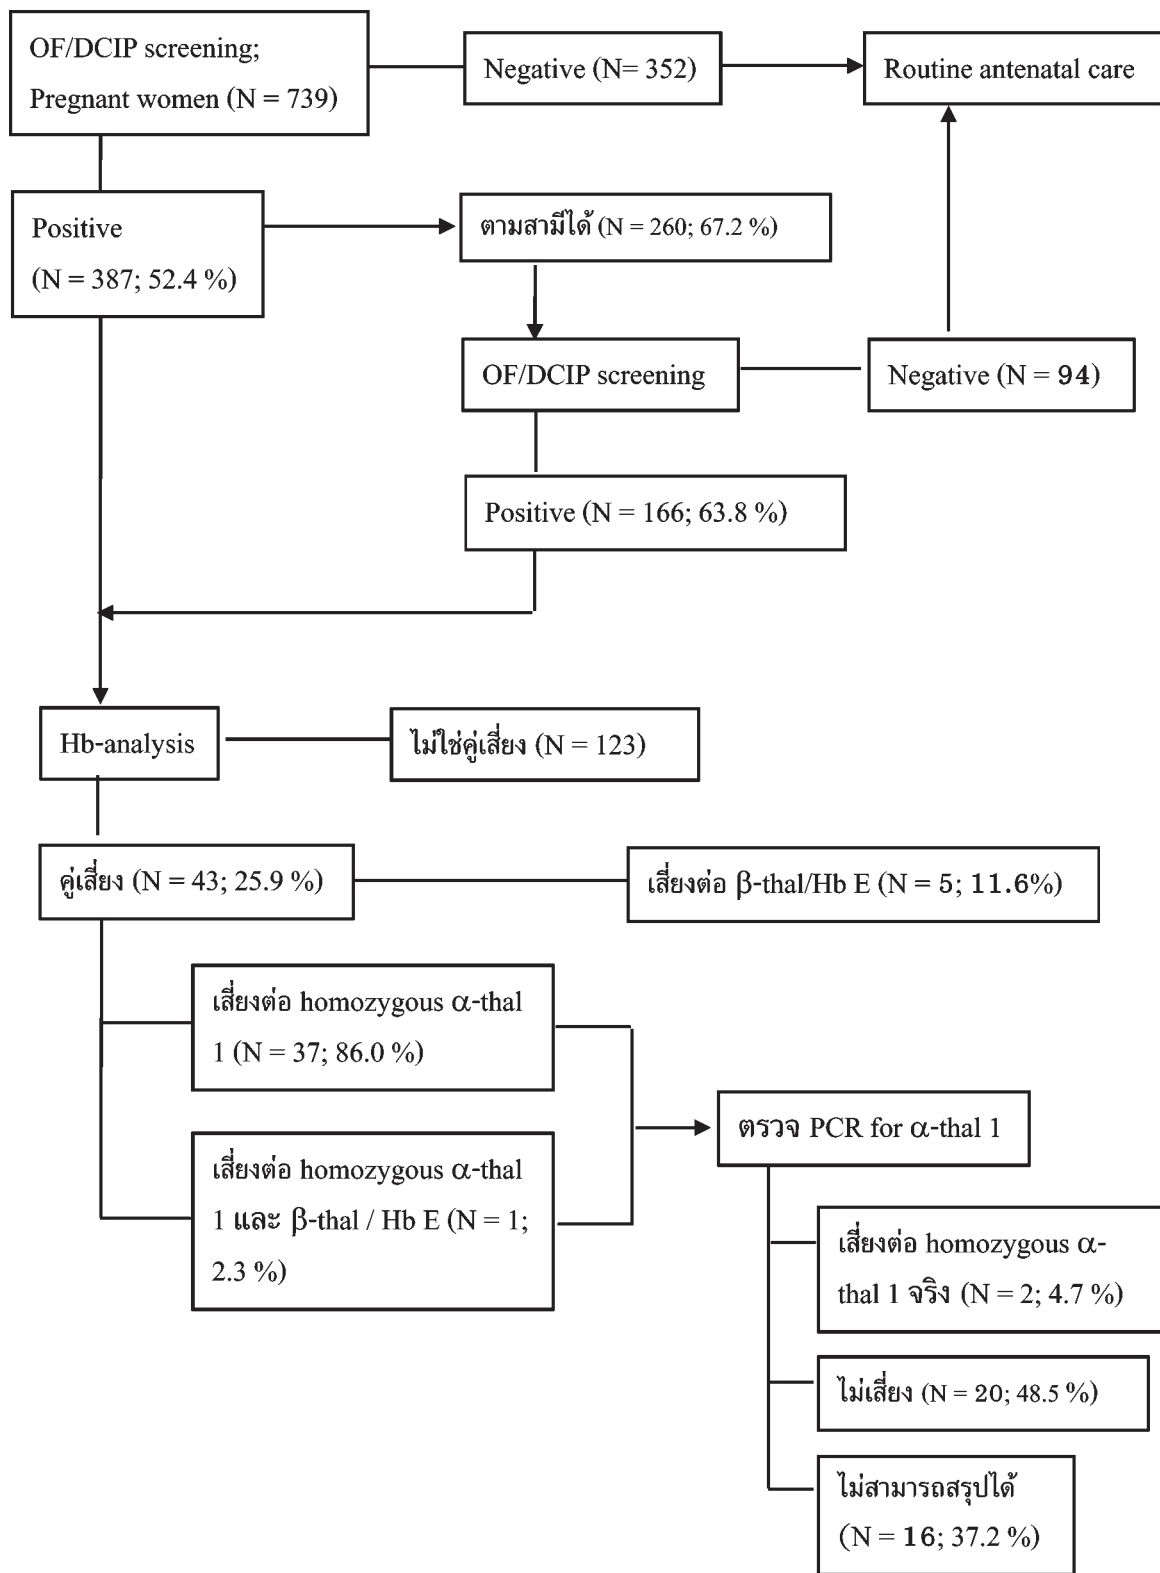 OF/DCIP screening;
Pregnant women (N = 739)
Negative (N= 352)
Routine antenatal care
Positive
(N = 387; 52.4 %)
ตามสามีได้ (N = 260; 67.2 %)
OF/DCIP screening
Negative (N = 94)
Positive (N = 166; 63.8 %)
Hb-analysis
ไม่ใช่คู่เสี่ยง (N = 123)
คู่เสี่ยง (N = 43; 25.9 %)
เสี่ยงต่อ β-thal/Hb E (N = 5; 11.6%)
เสี่ยงต่อ homozygous α-thal
1 (N = 37; 86.0 %)
เสี่ยงต่อ homozygous α-thal
1 และ β-thal / Hb E (N = 1;
2.3 %)
ตรวจ PCR for α-thal 1
เสี่ยงต่อ homozygous α-
thal 1 จริง (N = 2; 4.7 %)
ไม่เสี่ยง (N = 20; 48.5 %)
ไม่สามารถสรุปได้
(N = 16; 37.2 %)